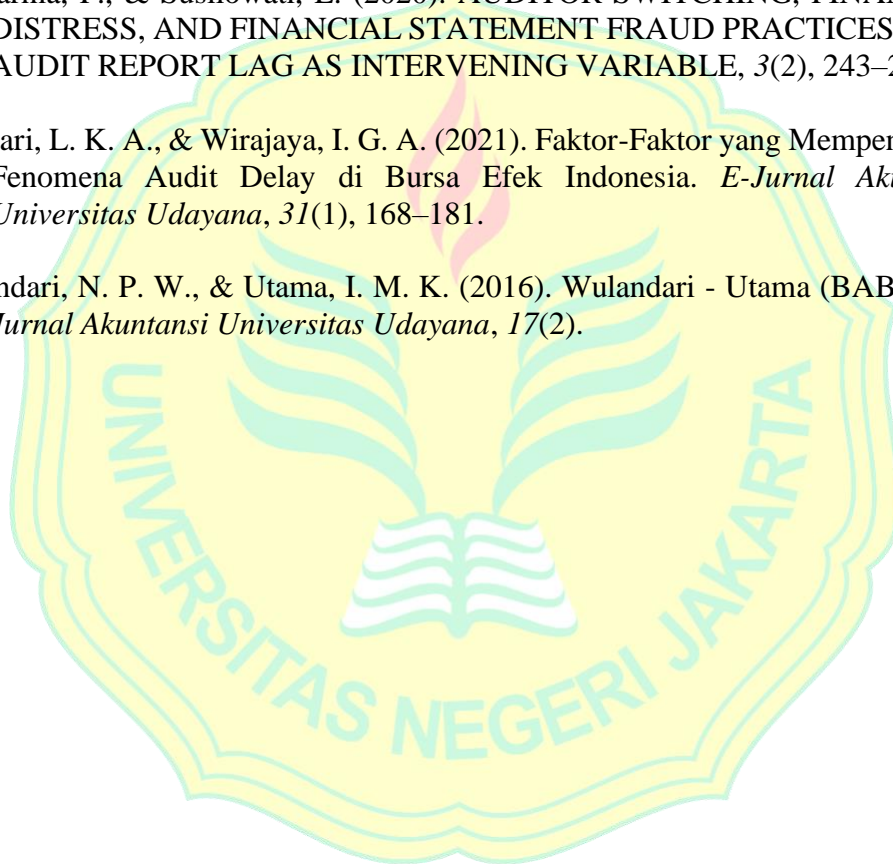 DISTRESS, AND FINANCIAL STATEMENT FRAUD PRACTICES
AUDIT REPORT LAG AS INTERVENING VARIABLE, 3(2), 243–
ari, L. K. A., & Wirajaya, I. G. A. (2021). Faktor-Faktor yang Memper
Fenomena Audit Delay di Bursa Efek Indonesia. E-Jurnal Ak
Universitas Udayana, 31(1), 168–181.
ndari, N. P. W., & Utama, I. M. K. (2016). Wulandari - Utama (BAB
Jurnal Akuntansi Universitas Udayana, 17(2).
UNIVERSITAS NEGERI JAKARTA